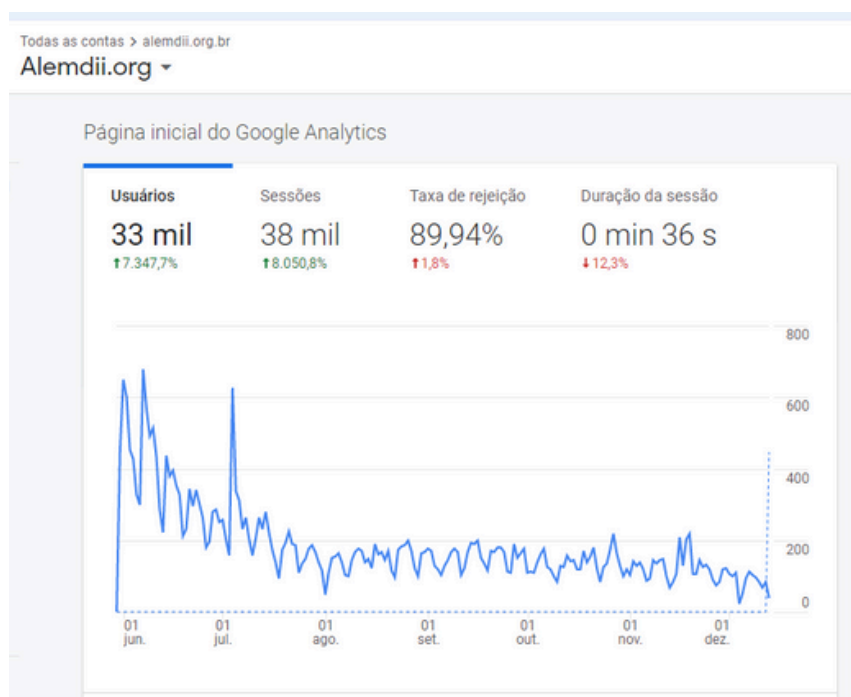 Todas as contas > alemdii.org.br
Alemdii.org
Página inicial do Google Analytics
Usuários Sessões Taxa de rejeição Duração da sessão
33 mil 38 mil 89,94% 0 min 36 s
↑7.347,7% ↑8.050,8% ↑1,8% ↓12,3%
800
600
400
200
0
01 01 01 01 01 01 01
jun. jul. ago. set. out. nov. dez.